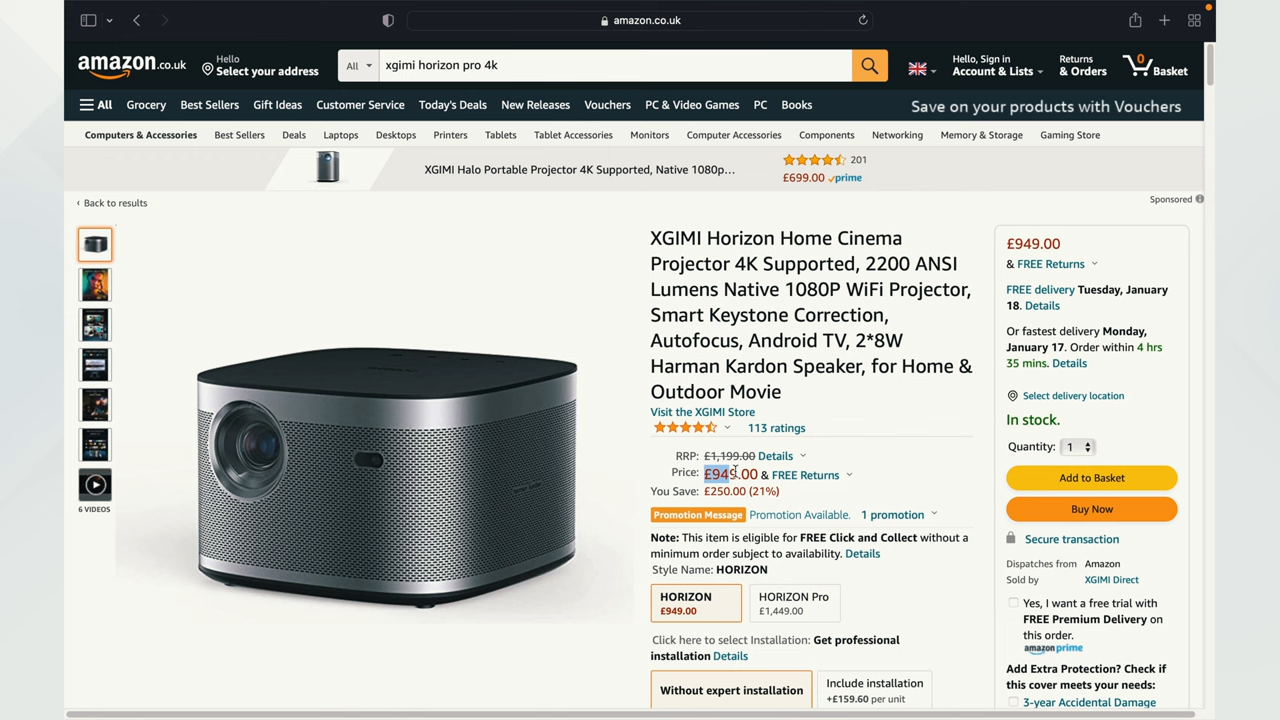 amazon.co.uk
amazon.co.uk
Hello
Select your address
All
xgimi horizon pro 4k
Hello, Sign in
Account & Lists
Returns
& Orders
0
Basket
All
Grocery
Best Sellers
Gift Ideas
Customer Service
Today's Deals
New Releases
Vouchers
PC & Video Games
PC
Books
Save on your products with Vouchers
Computers & Accessories
Best Sellers
Deals
Laptops
Desktops
Printers
Tablets
Tablet Accessories
Monitors
Computer Accessories
Components
Networking
Memory & Storage
Gaming Store
XGIMI Halo Portable Projector 4K Supported, Native 1080p...
201
£699.00 prime
Sponsored
‹ Back to results
6 VIDEOS
XGIMI Horizon Home Cinema
Projector 4K Supported, 2200 ANSI
Lumens Native 1080P WiFi Projector,
Smart Keystone Correction,
Autofocus, Android TV, 2*8W
Harman Kardon Speaker, for Home &
Outdoor Movie
Visit the XGIMI Store
113 ratings
RRP: £1,199.00 Details
Price: £949.00 & FREE Returns
You Save: £250.00 (21%)
Promotion Message Promotion Available. 1 promotion
Note: This item is eligible for FREE Click and Collect without a
minimum order subject to availability. Details
Style Name: HORIZON
HORIZON
£949.00
HORIZON Pro
£1,449.00
Click here to select Installation: Get professional
installation Details
Without expert installation
Include installation
+£159.60 per unit
£949.00
& FREE Returns
FREE delivery Tuesday, January
18. Details
Or fastest delivery Monday,
January 17. Order within 4 hrs
35 mins. Details
Select delivery location
In stock.
Quantity: 1
Add to Basket
Buy Now
Secure transaction
Dispatches from Amazon
Sold by XGIMI Direct
Yes, I want a free trial with
FREE Premium Delivery on
this order.
amazon prime
Add Extra Protection? Check if
this cover meets your needs:
3-year Accidental Damage